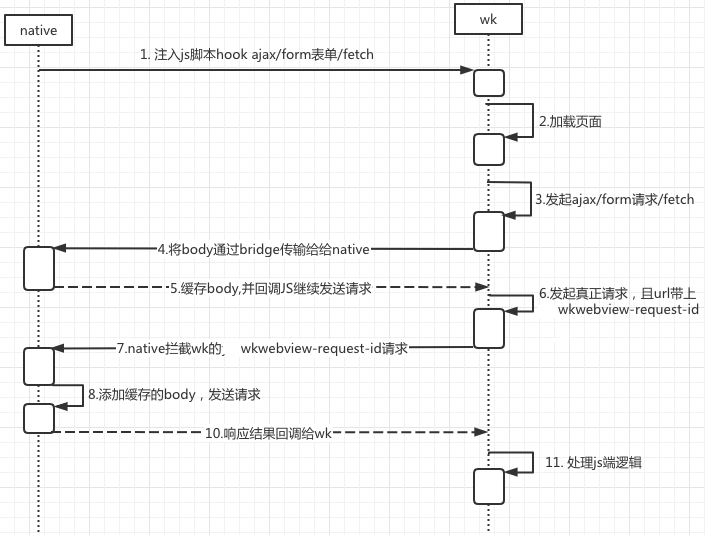 native
wk
1. 注入js脚本hook ajax/form表单/fetch
2.加载页面
3.发起ajax/form请求/fetch
4.将body通过bridge传输给给native
5.缓存body,并回调JS继续发送请求
6.发起真正请求，且url带上
wkwebview-request-id
7.native拦截wk的 wkwebview-request-id请求
8.添加缓存的body，发送请求
10.响应结果回调给wk
11. 处理js端逻辑